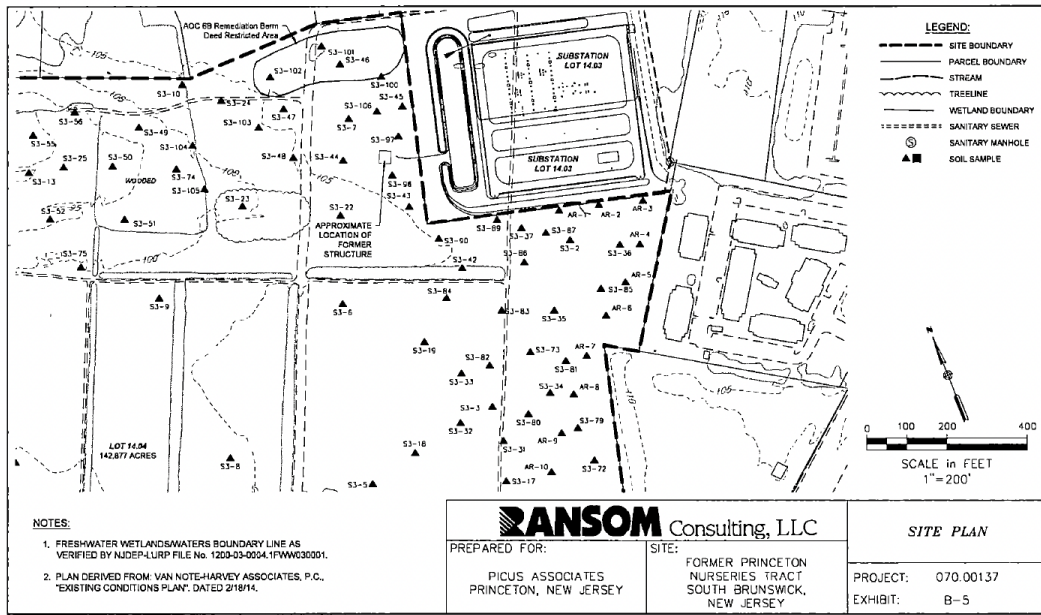 AOC 6B Remediation Berm
Deed Restricted Area
105
S3-101
S3-46
S3-102
S3-100
S3-10
S3-24
S3-47
S3-106
S3-45
S3-7
S3-56
S3-49
S3-103
S3-97
S3-55
S3-104
S3-48
S3-44
S3-25
S3-50
S3-74
WOODED
S3-13
S3-105
105
S3-98
S3-43
S3-23
S3-22
S3-52
S3-51
APPROXIMATE
LOCATION OF
FORMER
STRUCTURE
100
S3-75
S3-90
S3-42
SUBSTATION
LOT 14.03
SUBSTATION
LOT 14.03
S3-89
AR-1
AR-2
AR-3
S3-37
S3-87
S3-2
AR-4
S3-36
S3-86
AR-5
S3-85
S3-9
S3-6
S3-84
S3-83
S3-35
AR-6
S3-19
S3-73
AR-7
S3-82
S3-81
S3-33
S3-34
AR-8
110
105
S3-3
S3-80
S3-32
AR-9
S3-79
S3-31
S3-18
LOT 14.04
142.877 ACRES
S3-8
S3-72
AR-10
S3-17
S3-5
LEGEND:
SITE BOUNDARY
PARCEL BOUNDARY
STREAM
TREELINE
WETLAND BOUNDARY
SANITARY SEWER
S SANITARY MANHOLE
SOIL SAMPLE
N
0 100 200 400
SCALE in FEET
1"=200'
NOTES:
1. FRESHWATER WETLANDS/WATERS BOUNDARY LINE AS
VERIFIED BY NJDEP-LURP FILE No. 1200-03-0004.1FWW030001.
2. PLAN DERIVED FROM: VAN NOTE-HARVEY ASSOCIATES, P.C.,
"EXISTING CONDITIONS PLAN". DATED 2/18/14.
RANSOM Consulting, LLC
PREPARED FOR:
PICUS ASSOCIATES
PRINCETON, NEW JERSEY
SITE:
FORMER PRINCETON
NURSERIES TRACT
SOUTH BRUNSWICK,
NEW JERSEY
SITE PLAN
PROJECT: 070.00137
EXHIBIT: B-5